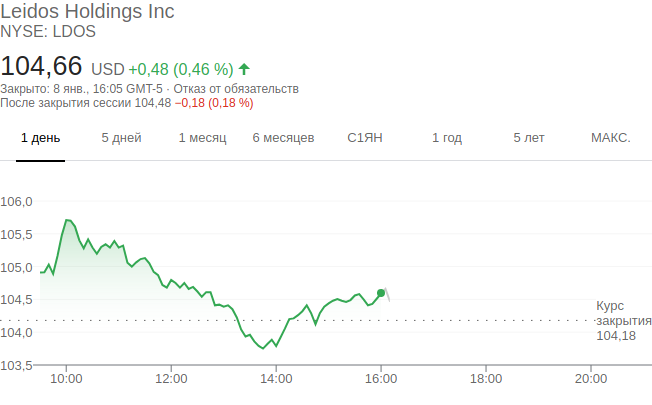 Leidos Holdings Inc
NYSE: LDOS
104,66 USD +0,48 (0,46 %)
Закрыто: 8 янв., 16:05 GMT-5 · Отказ от обязательств
После закрытия сессии 104,48 −0,18 (0,18 %)
1 день 5 дней 1 месяц 6 месяцев С1ЯН 1 год 5 лет МАКС.
106,0
105,5
105,0
104,5
104,0
103,5
Курс
закрытия
104,18
10:00 12:00 14:00 16:00 18:00 20:00